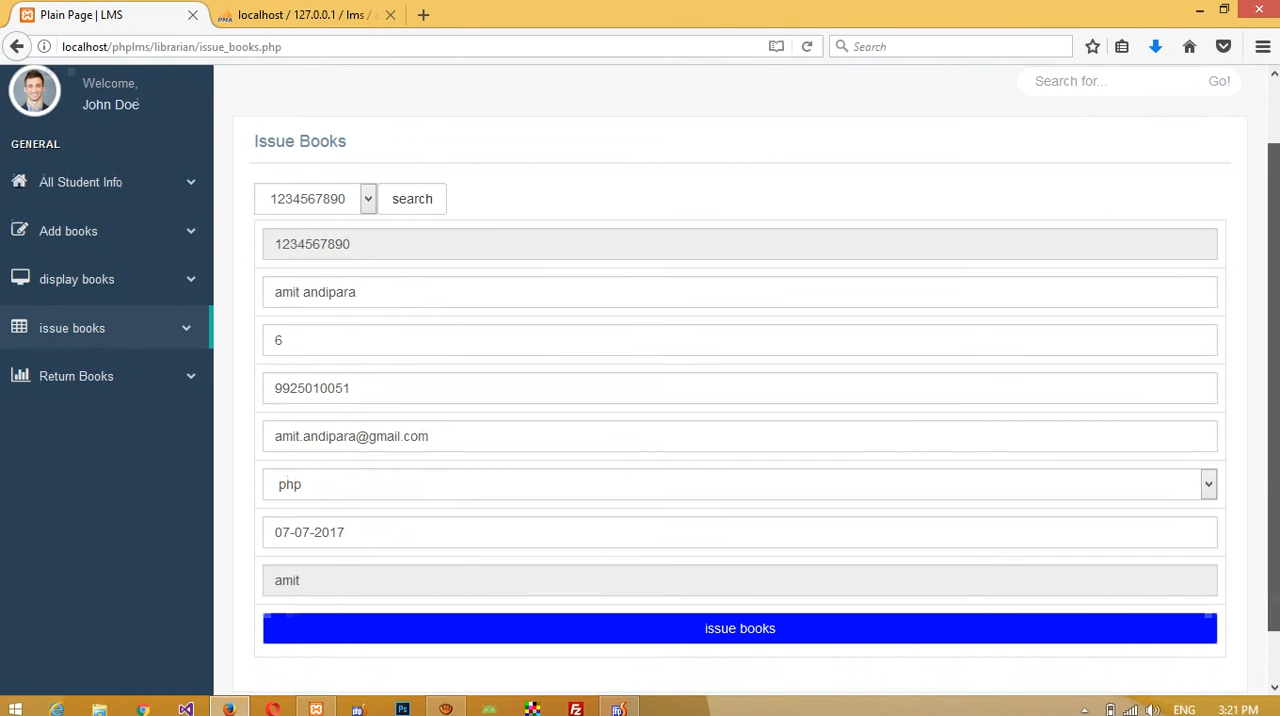 Plain Page | LMS
localhost / 127.0.0.1 / lms /
localhost/phplms/librarian/issue_books.php
Search
Welcome,
John Doe
Search for...
Go!
GENERAL
All Student Info
Add books
display books
issue books
Return Books
Issue Books
1234567890
search
1234567890
amit andipara
6
9925010051
amit.andipara@gmail.com
php
07-07-2017
amit
issue books
ENG
3:21 PM